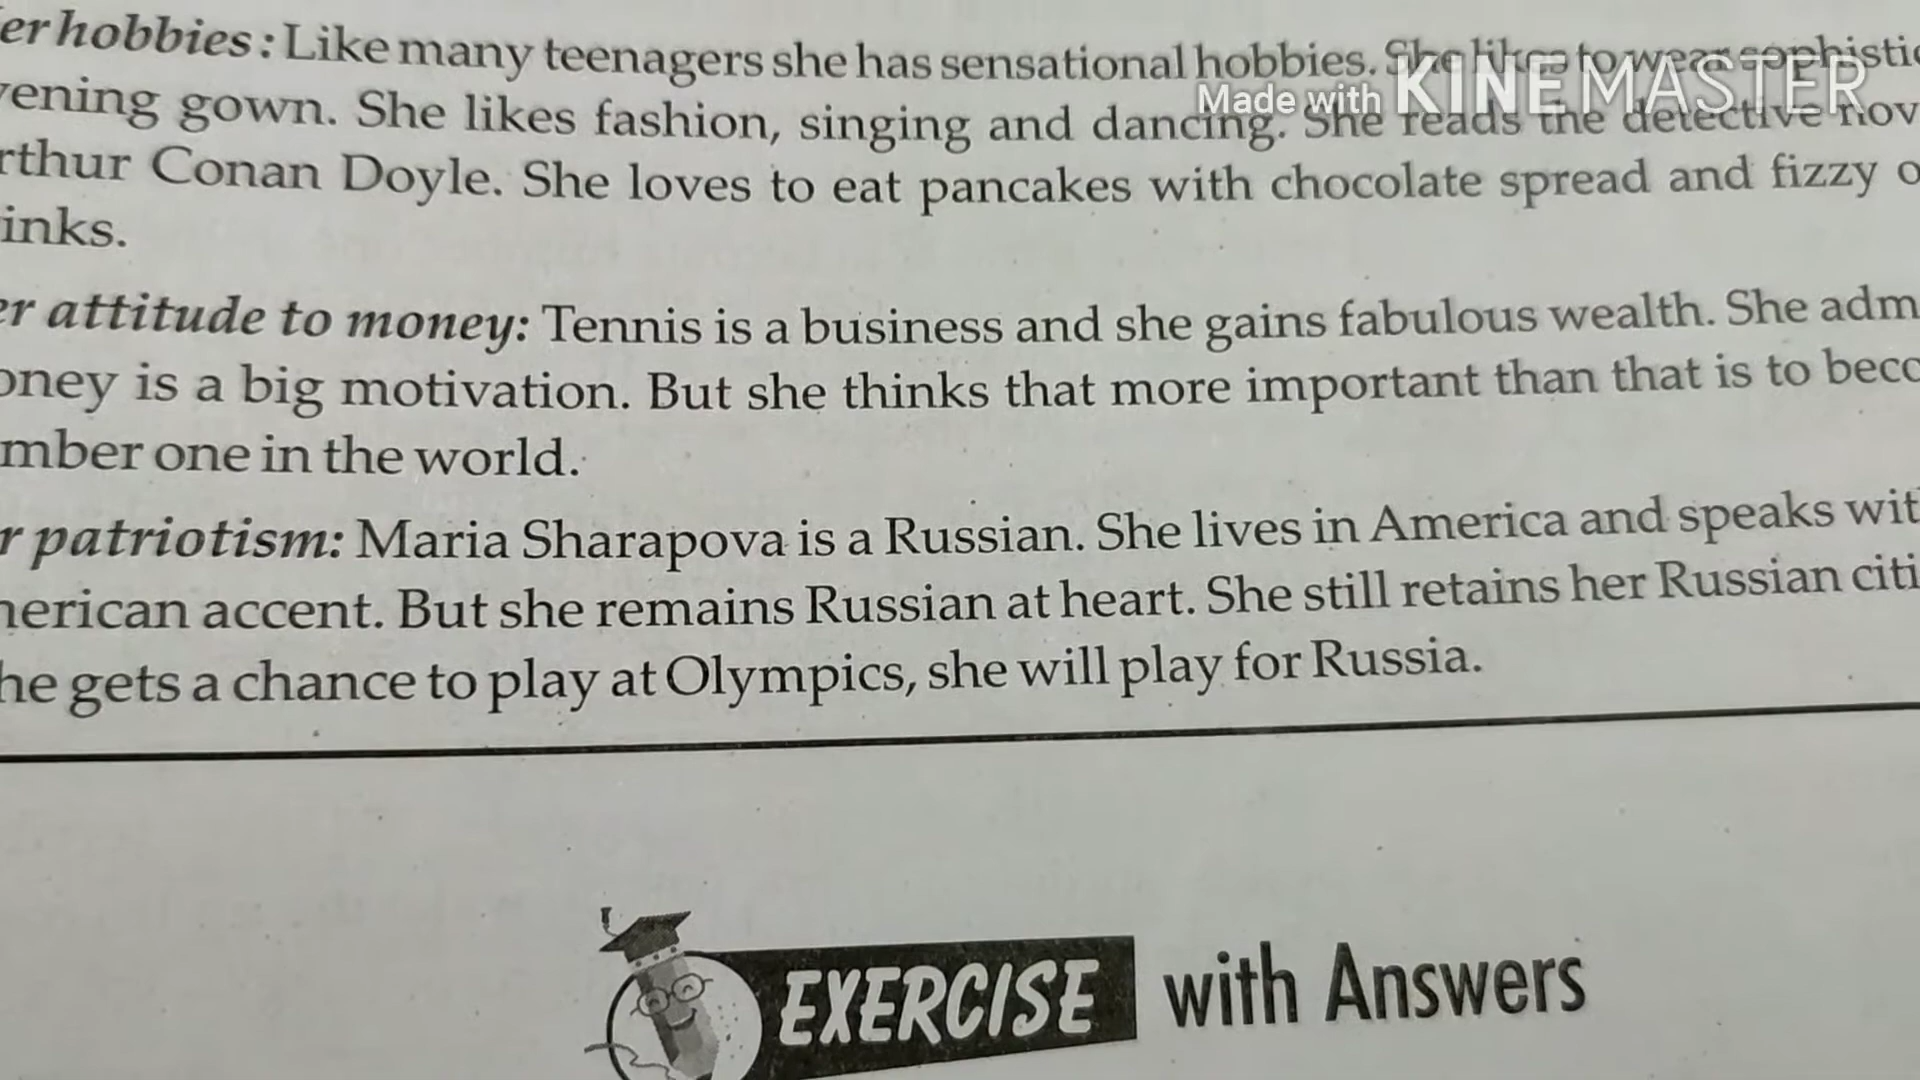 er hobbies: Like many teenagers she has sensational hobbies. She likes to wear sophistic
Made with KINEMASTER
ening gown. She likes fashion, singing and dancing. She reads the detective nov
rthur Conan Doyle. She loves to eat pancakes with chocolate spread and fizzy o
inks.
er attitude to money: Tennis is a business and she gains fabulous wealth. She adm
oney is a big motivation. But she thinks that more important than that is to beco
mber one in the world.
r patriotism: Maria Sharapova is a Russian. She lives in America and speaks wit
nerican accent. But she remains Russian at heart. She still retains her Russian citi
he gets a chance to play at Olympics, she will play for Russia.
EXERCISE with Answers